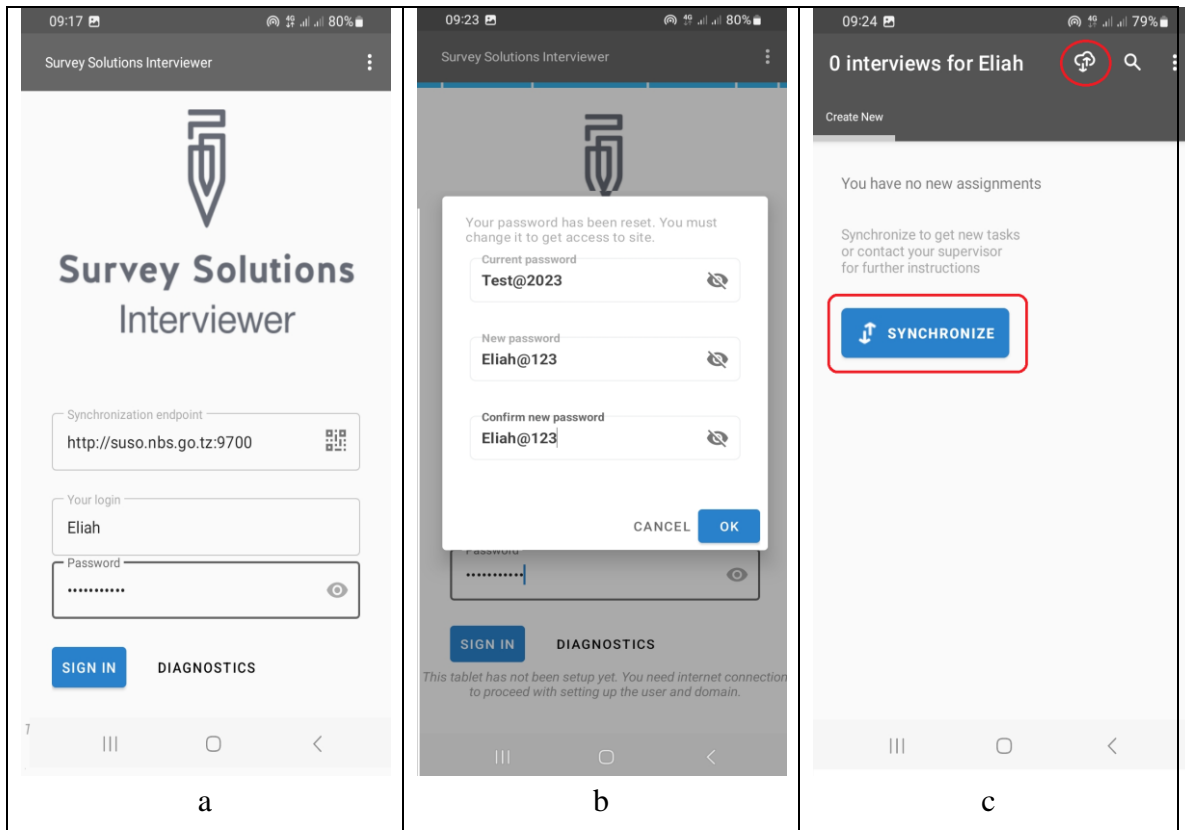 09:17 4G 80%
Survey Solutions Interviewer
Survey Solutions
Interviewer
Synchronization endpoint
http://suso.nbs.go.tz:9700
Your login
Eliah
Password
•••••••••••
SIGN IN DIAGNOSTICS
7
a
09:23 4G 80%
Survey Solutions Interviewer
Your password has been reset. You must
change it to get access to site.
Current password
Test@2023
New password
Eliah@123
Confirm new password
Eliah@123
CANCEL OK
Password
•••••••••••
SIGN IN DIAGNOSTICS
This tablet has not been setup yet. You need internet connection
to proceed with setting up the user and domain.
b
09:24 4G 79%
0 interviews for Eliah
Create New
You have no new assignments
Synchronize to get new tasks
or contact your supervisor
for further instructions
SYNCHRONIZE
c